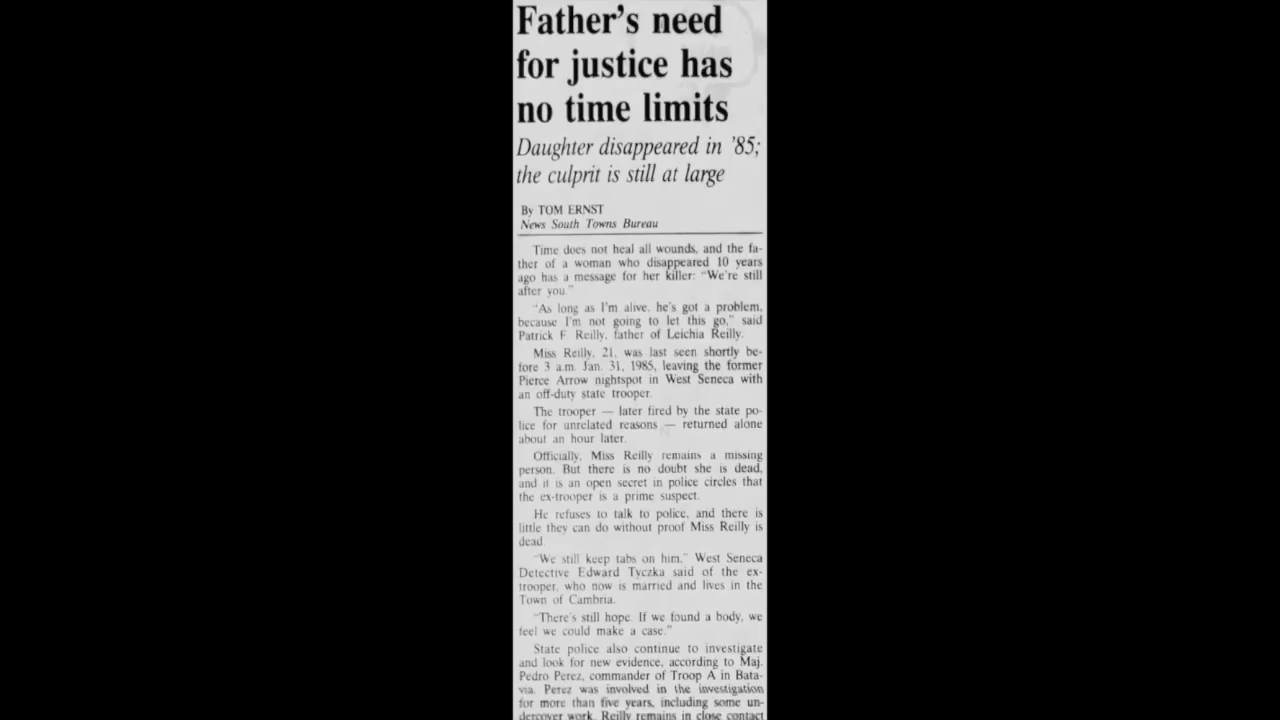 Father's need
for justice has
no time limits
Daughter disappeared in '85;
the culprit is still at large
By TOM ERNST
News South Towns Bureau
Time does not heal all wounds, and the fa-
ther of a woman who disappeared 10 years
ago has a message for her killer: "We're still
after you."
"As long as I'm alive, he's got a problem,
because I'm not going to let this go," said
Patrick F. Reilly, father of Leichia Reilly.
Miss Reilly, 21, was last seen shortly be-
fore 3 a.m. Jan. 31, 1985, leaving the former
Pierce Arrow nightspot in West Seneca with
an off-duty state trooper.
The trooper — later fired by the state po-
lice for unrelated reasons — returned alone
about an hour later.
Officially, Miss Reilly remains a missing
person. But there is no doubt she is dead,
and it is an open secret in police circles that
the ex-trooper is a prime suspect.
He refuses to talk to police, and there is
little they can do without proof Miss Reilly is
dead.
"We still keep tabs on him," West Seneca
Detective Edward Tyczka said of the ex-
trooper, who now is married and lives in the
Town of Cambria.
"There's still hope. If we found a body, we
feel we could make a case."
State police also continue to investigate
and look for new evidence, according to Maj.
Pedro Perez, commander of Troop A in Bata-
via. Perez was involved in the investigation
for more than five years, including some un-
dercover work. Reilly remains in close contact